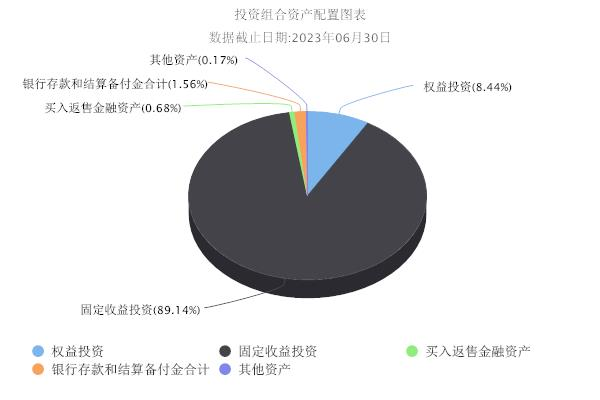 投资组合资产配置图表
数据截止日期:2023年06月30日
其他资产(0.17%)
银行存款和结算备付金合计(1.56%)
权益投资(8.44%)
买入返售金融资产(0.68%)
固定收益投资(89.14%)
权益投资 固定收益投资 买入返售金融资产
银行存款和结算备付金合计 其他资产